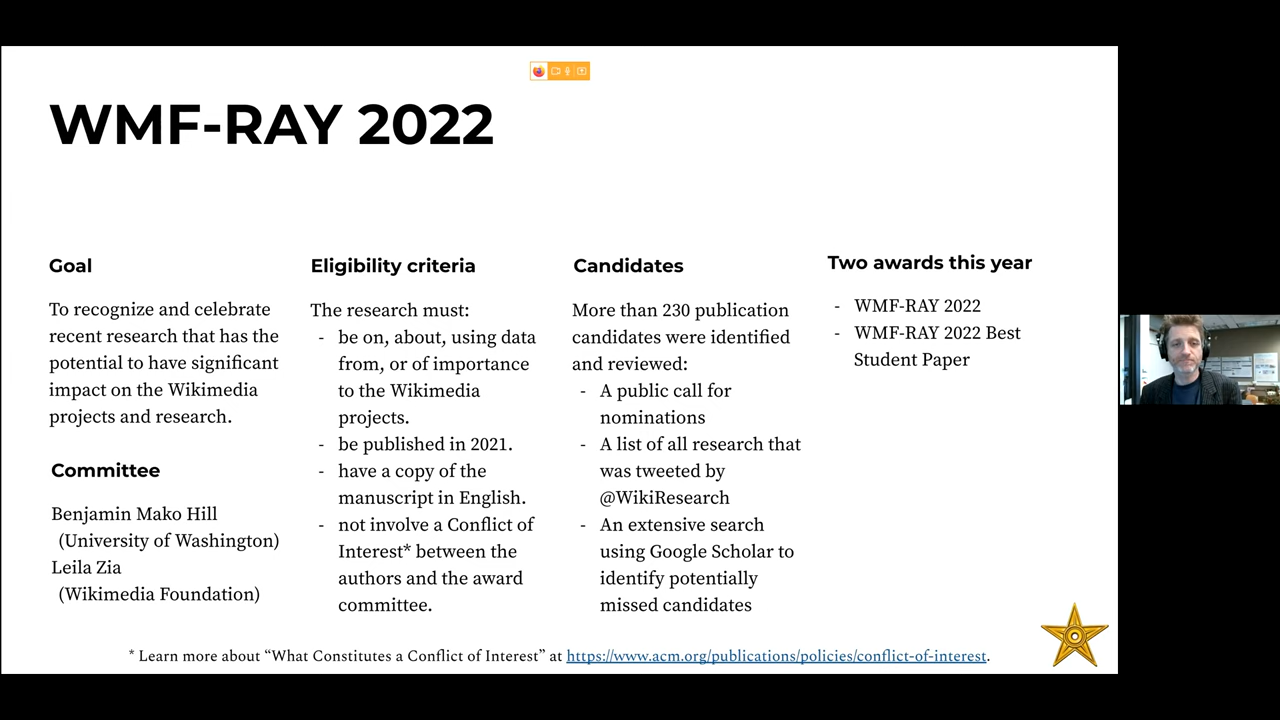 WMF-RAY 2022
Goal
To recognize and celebrate
recent research that has the
potential to have significant
impact on the Wikimedia
projects and research.
Committee
Benjamin Mako Hill
(University of Washington)
Leila Zia
(Wikimedia Foundation)
Eligibility criteria
The research must:
- be on, about, using data
from, or of importance
to the Wikimedia
projects.
- be published in 2021.
- have a copy of the
manuscript in English.
- not involve a Conflict of
Interest* between the
authors and the award
committee.
Candidates
More than 230 publication
candidates were identified
and reviewed:
- A public call for
nominations
- A list of all research that
was tweeted by
@WikiResearch
- An extensive search
using Google Scholar to
identify potentially
missed candidates
Two awards this year
- WMF-RAY 2022
- WMF-RAY 2022 Best
Student Paper
* Learn more about “What Constitutes a Conflict of Interest” at https://www.acm.org/publications/policies/conflict-of-interest.